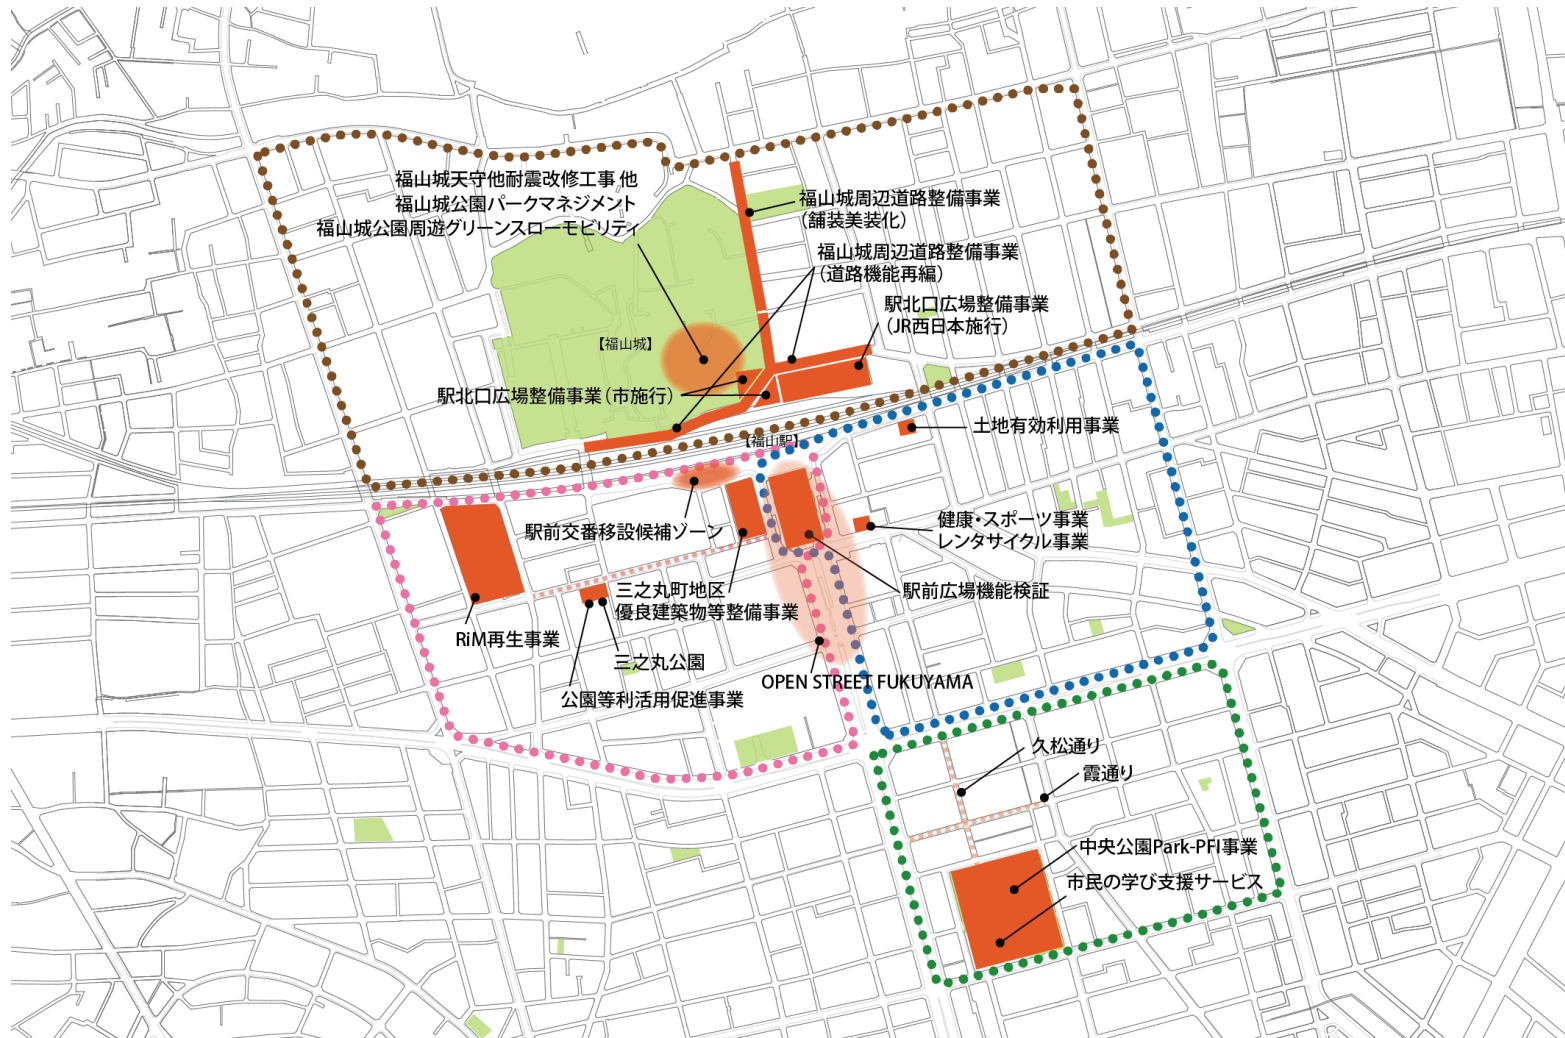 福山城天守他耐震改修工事 他
福山城公園パークマネジメント
福山城公園周遊グリーンスローモビリティ
福山城周辺道路整備事業
(舗装美装化)
福山城周辺道路整備事業
(道路機能再編)
駅北口広場整備事業
(JR西日本施行)
【福山城】
駅北口広場整備事業(市施行)
【福山駅】
土地有効利用事業
駅前交番移設候補ゾーン
健康・スポーツ事業
レンタサイクル事業
三之丸町地区
優良建築物等整備事業
駅前広場機能検証
RiM再生事業
三之丸公園
公園等利活用促進事業
OPEN STREET FUKUYAMA
久松通り
霞通り
中央公園Park-PFI事業
市民の学び支援サービス